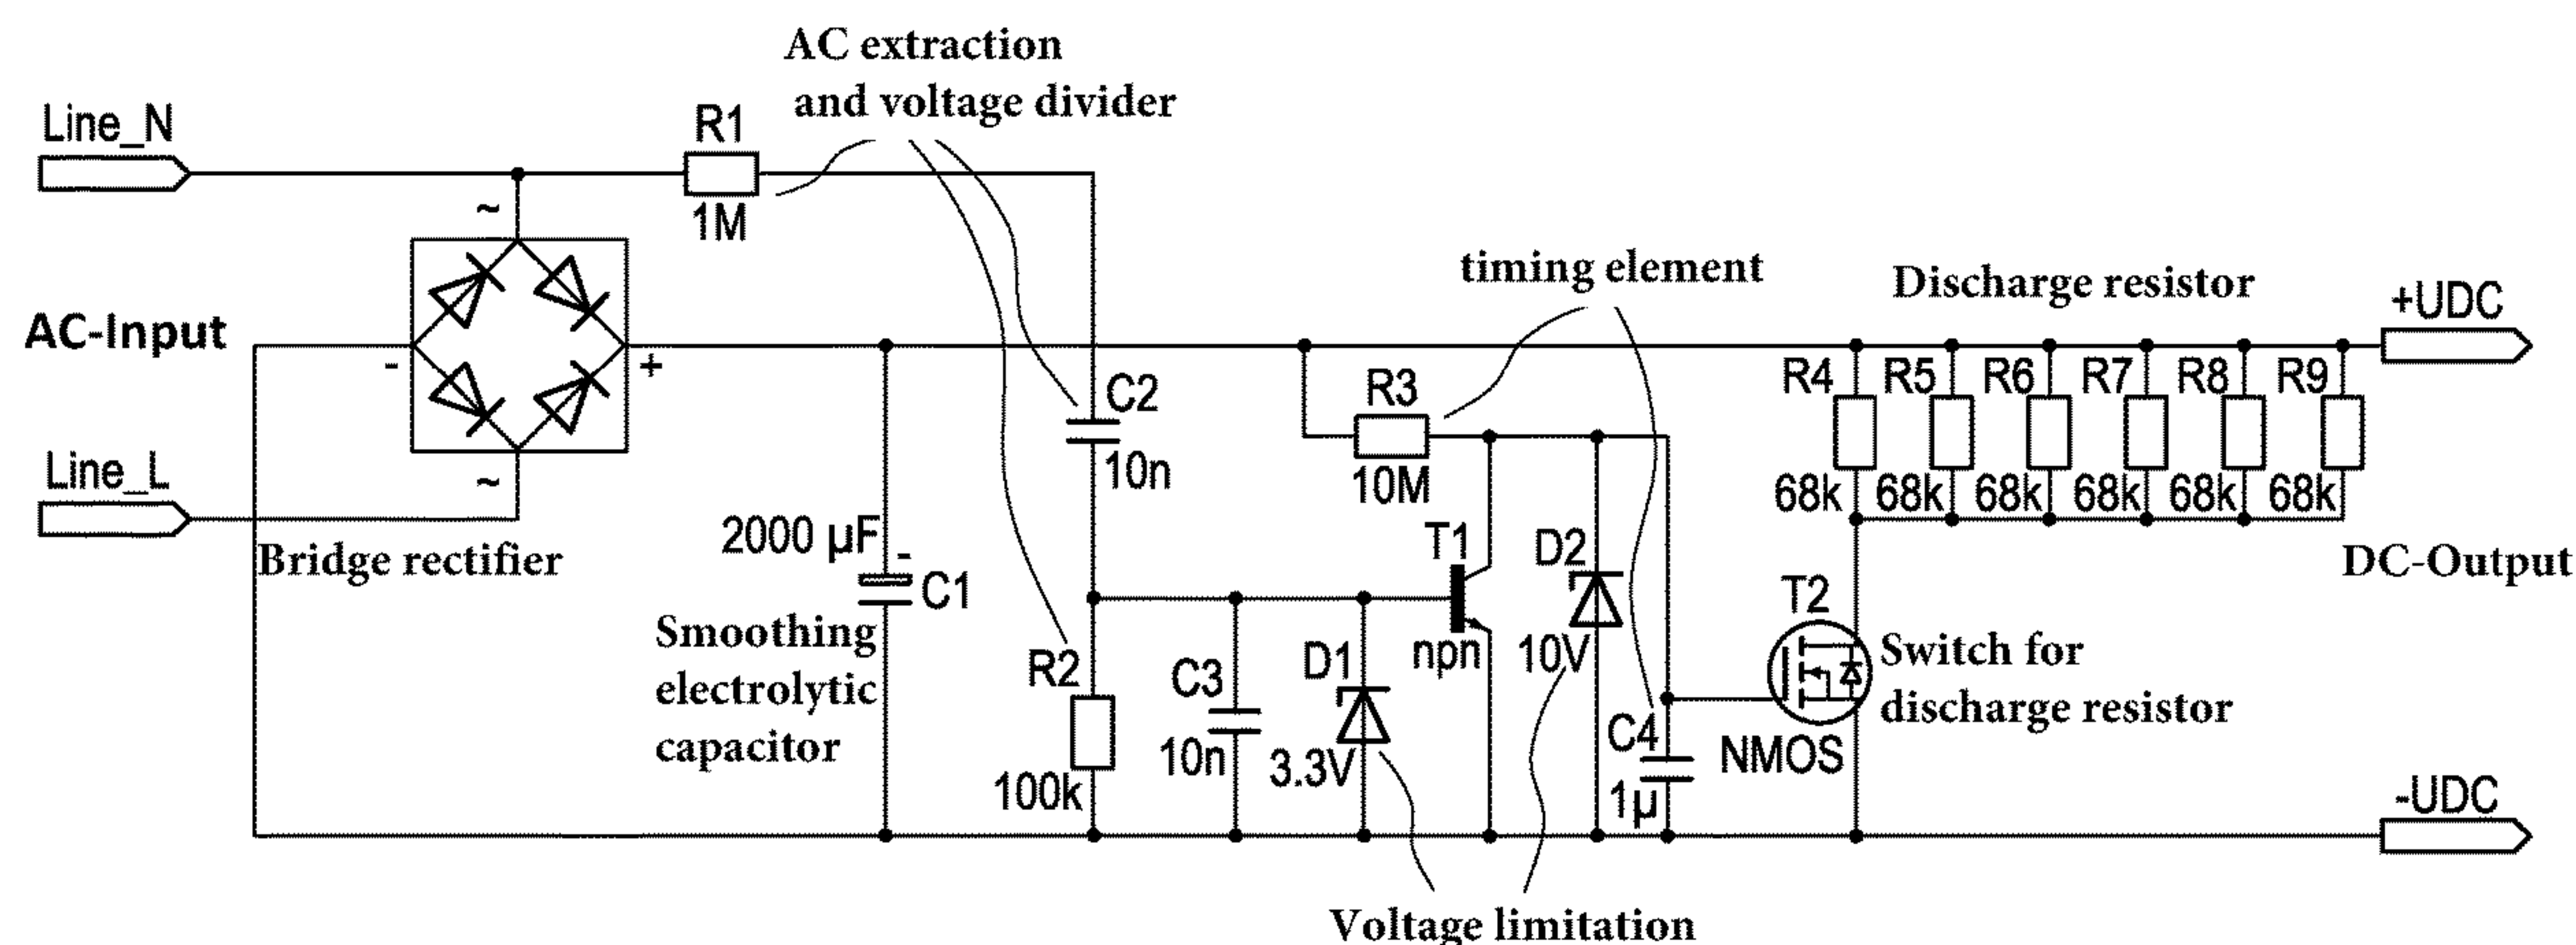 AC extraction
and voltage divider
Line_N
R1
1M
~
AC-Input
-
+
Line_L
~
Bridge rectifier
2000 µF
-
C1
Smoothing
electrolytic
capacitor
C2
10n
R2
100k
C3
10n
D1
3.3V
timing element
R3
10M
T1
npn
D2
10V
C4
1µ
Voltage limitation
Discharge resistor
R4
R5
R6
R7
R8
R9
68k
68k
68k
68k
68k
68k
T2
NMOS
Switch for
discharge resistor
+UDC
DC-Output
-UDC